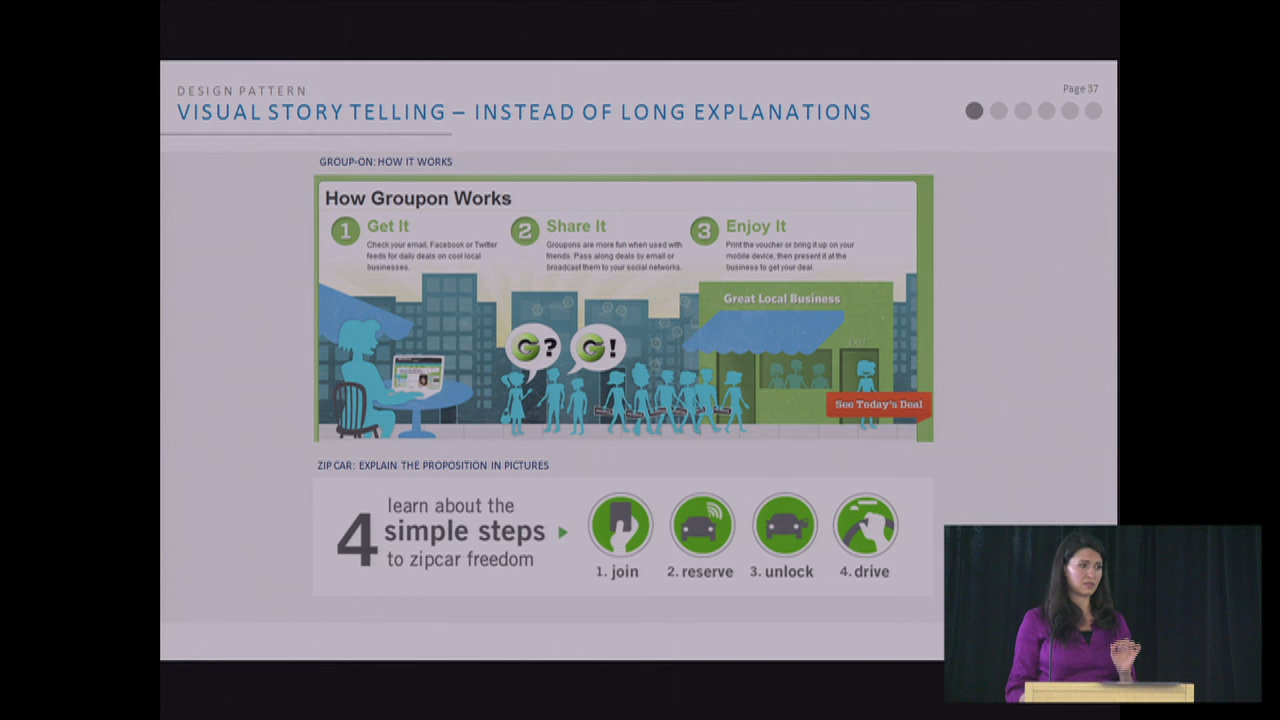 DESIGN PATTERN
VISUAL STORY TELLING – INSTEAD OF LONG EXPLANATIONS
Page 37
GROUP-ON: HOW IT WORKS
How Groupon Works
1 Get It
Check your email, Facebook or Twitter
feeds for daily deals on cool local
businesses.
2 Share It
Groupons are more fun when used with
friends. Pass along deals by email or
broadcast them to your social networks.
3 Enjoy It
Print the voucher or bring it up on your
mobile device, then present it at the
business to get your deal.
Great Local Business
OUT
G?
G!
See Today's Deal
ZIP CAR: EXPLAIN THE PROPOSITION IN PICTURES
4
learn about the
simple steps
to zipcar freedom
1. join
2. reserve
3. unlock
4. drive